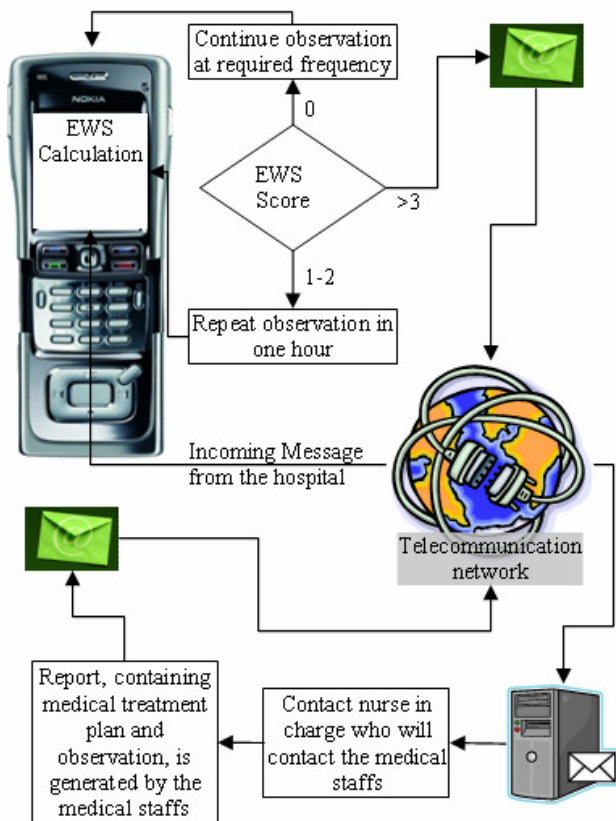 Continue observation
at required frequency
NOKIA
EWS
Calculation
0
EWS
Score
>3
1-2
Repeat observation in
one hour
Incoming Message
from the hospital
Telecommunication
network
Report, containing
medical treatment
plan and
observation, is
generated by the
medical staffs
Contact nurse in
charge who will
contact the medical
staffs